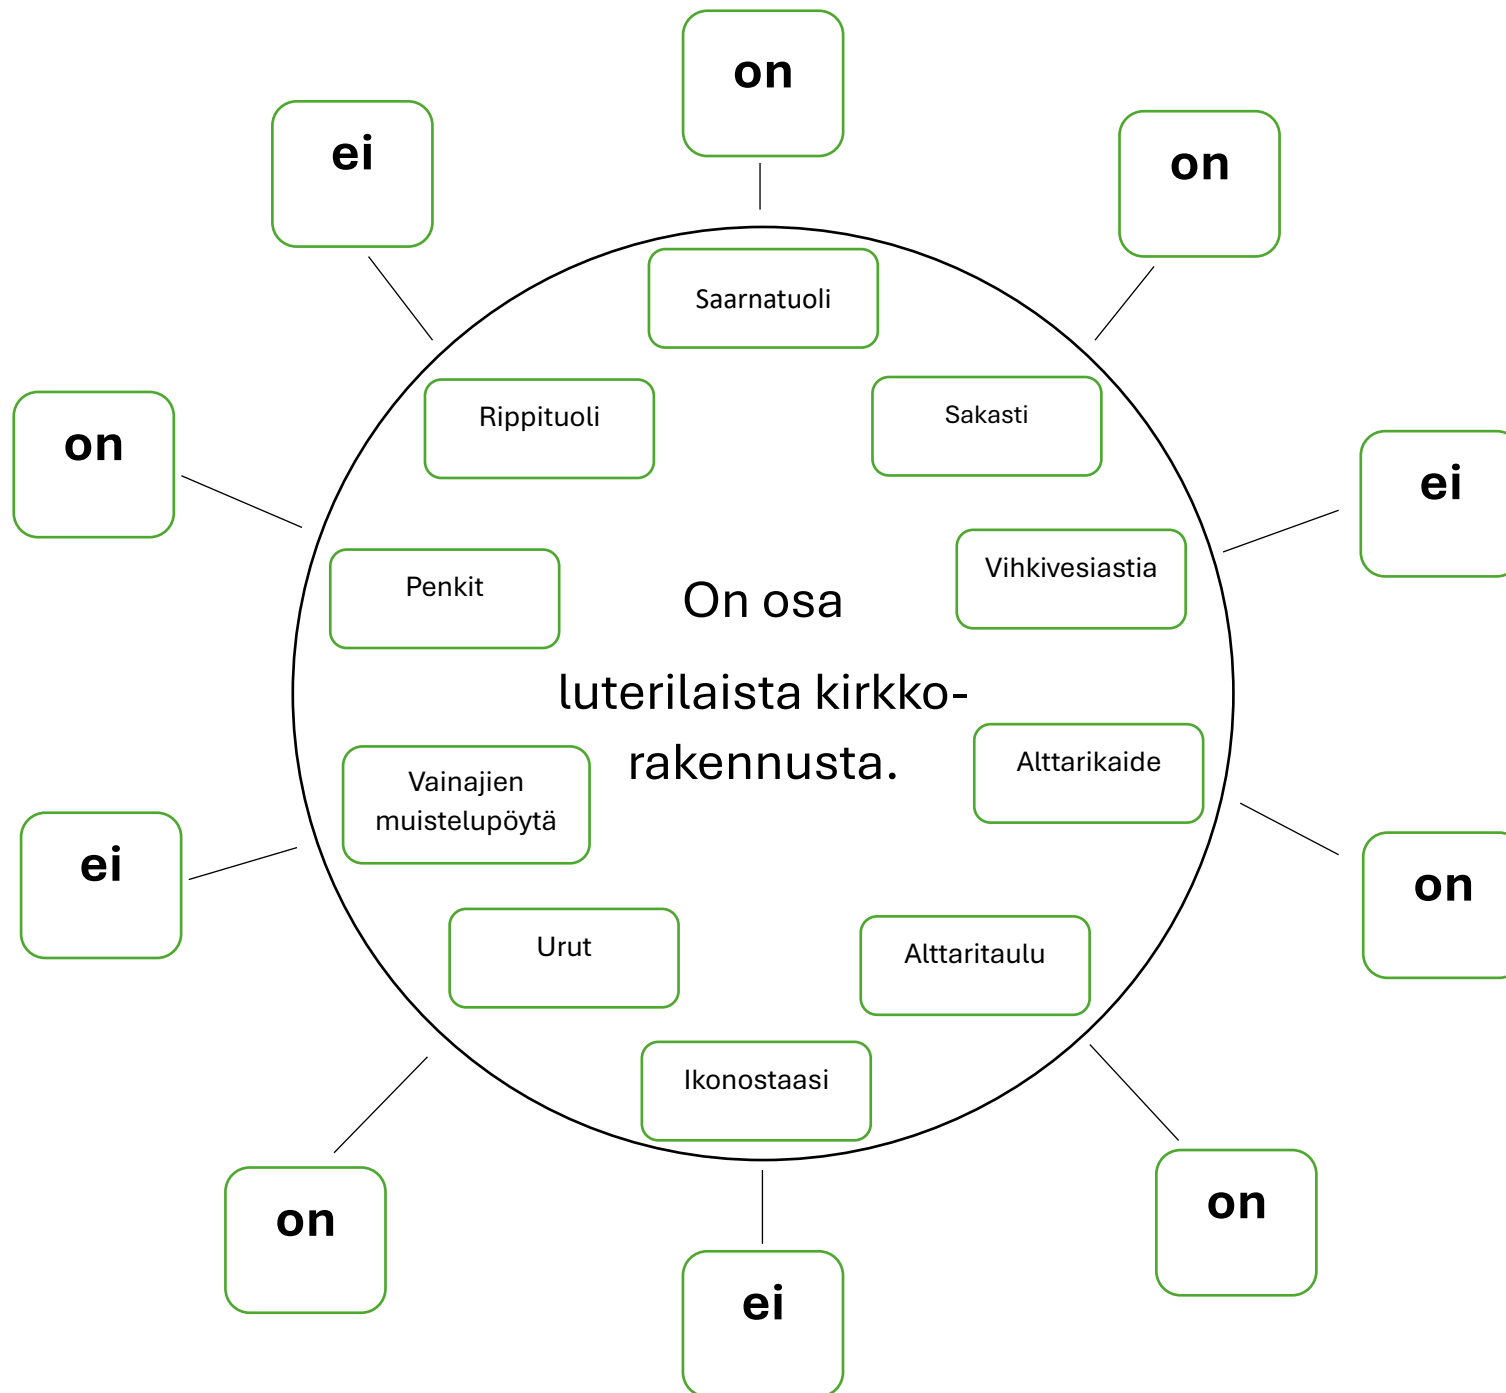 on
ei
on
Saarnatuoli
Rippituoli
Sakasti
on
ei
Penkit
Vihkivesiastia
On osa
luterilaista kirkko-
rakennusta.
Vainajien
muistelupöytä
Alttarikaide
ei
on
Urut
Alttaritaulu
Ikonostaasi
on
on
ei